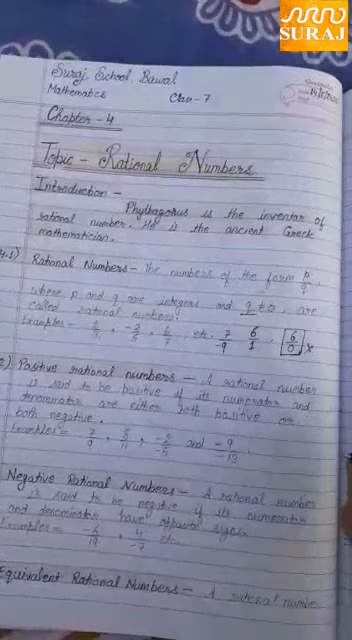 SURAJ
Suraj School, Bawal
Mathematics Class-7
Chapter - 4
Topic - Rational Numbers
Introduction -
Phythagorus is the inventor of
rational number. He is the ancient Greek
mathematician.
4.1) Rational Numbers - The numbers of the form p/q,
where p and q are integers and q ≠ 0, are
called rational numbers.
Examples - , -3/5, 6/7, etc. 7/-9 6/1 6/0 x
2) Positive rational numbers - A rational number
is said to be positive if its numerator and
denominator are either both positive or
both negative.
Examples = 7/9, 5/11, and -9/-13.
Negative Rational Numbers - A rational number
is said to be negative if its numerator
and denominator have opposite signs.
Examples = /19, 4/-7 etc.
Equivalent Rational Numbers - A rational number